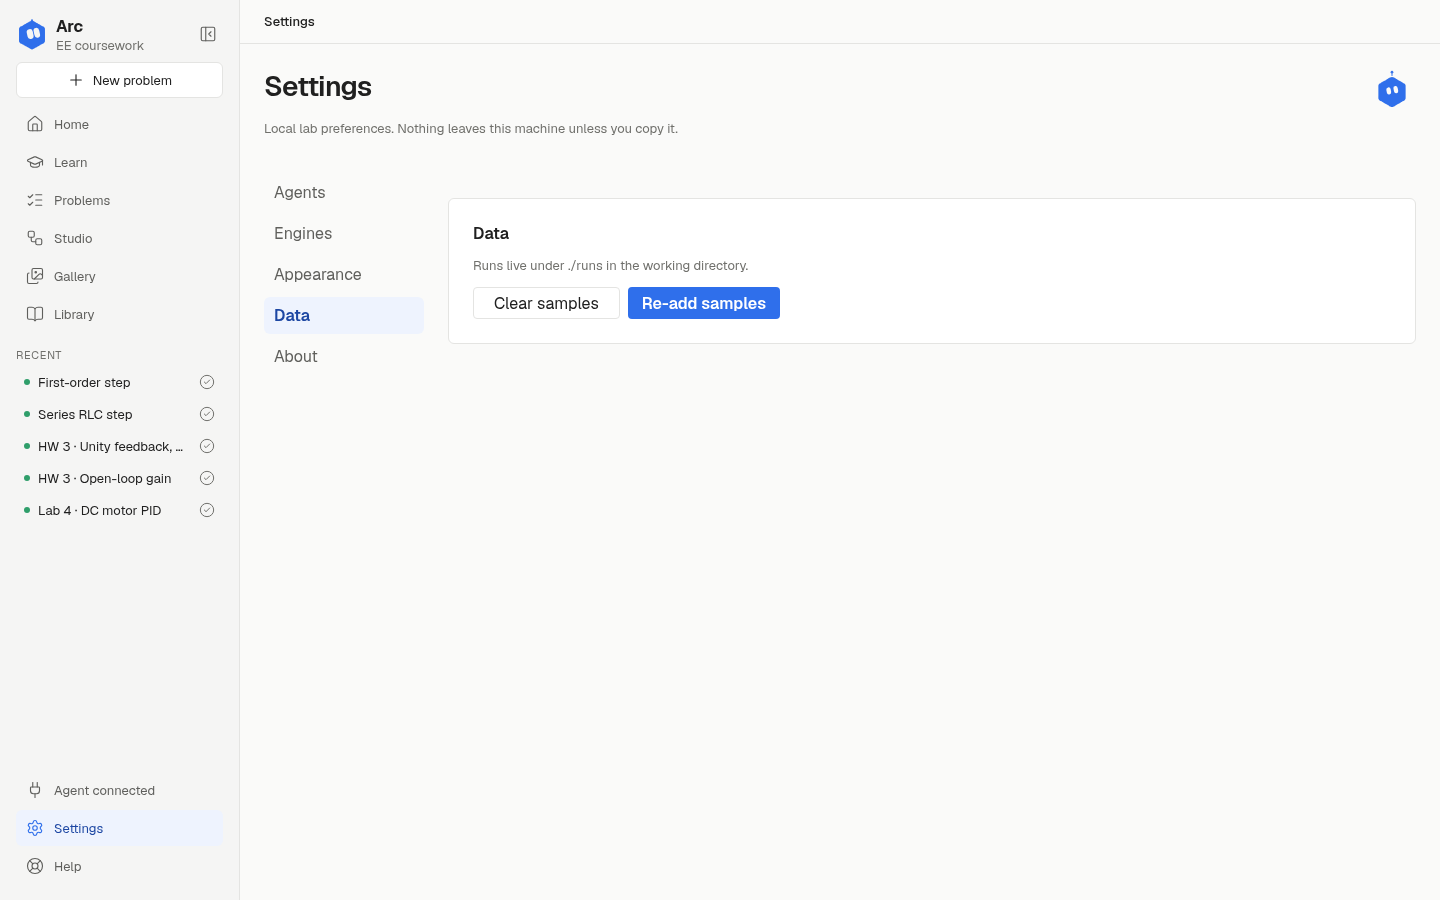 Arc
EE coursework
New problem
Home
Learn
Problems
Studio
Gallery
Library
RECENT
First-order step
Series RLC step
HW 3 · Unity feedback, ...
HW 3 · Open-loop gain
Lab 4 · DC motor PID
Agent connected
Settings
Help
Settings
Settings
Local lab preferences. Nothing leaves this machine unless you copy it.
Agents
Engines
Appearance
Data
About
Data
Runs live under ./runs in the working directory.
Clear samples
Re-add samples